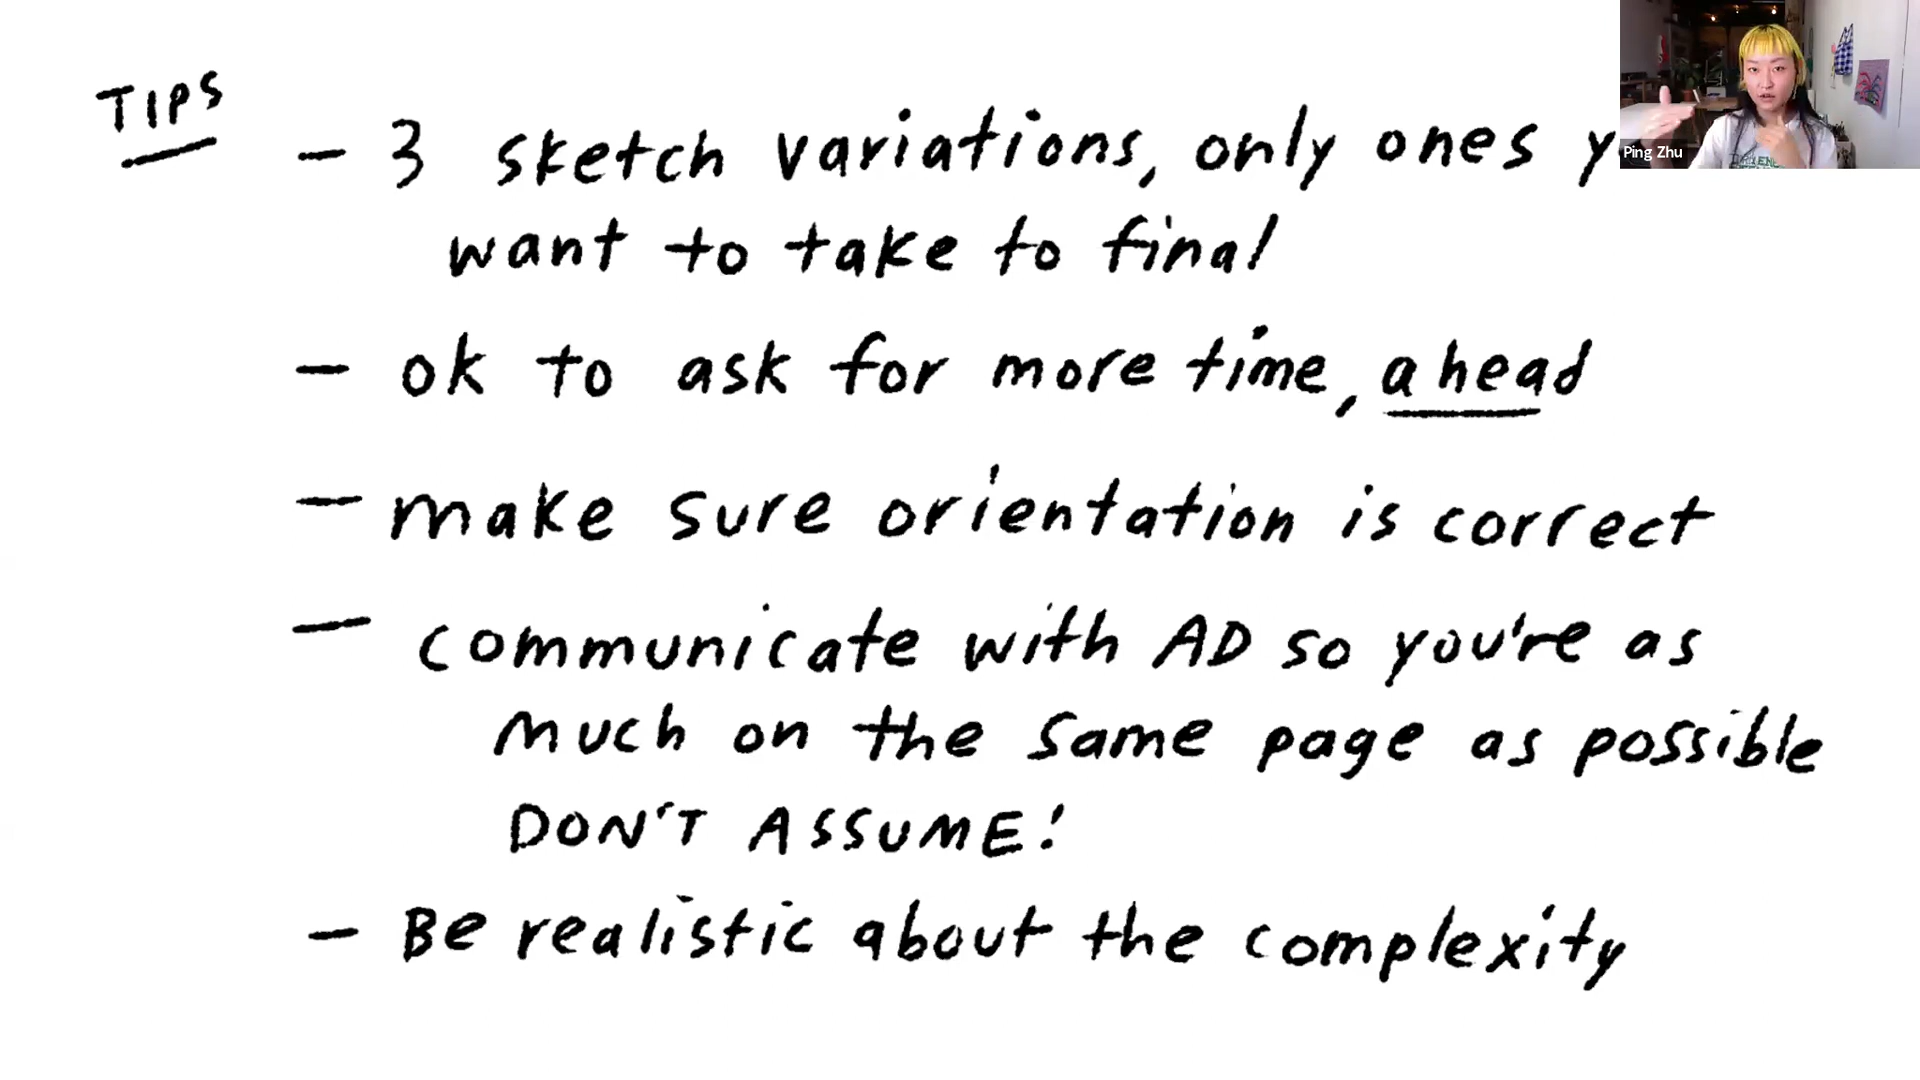 TIPS
- 3 sketch variations, only ones y
want to take to final
- ok to ask for more time, ahead
- make sure orientation is correct
- communicate with AD so you're as
much on the same page as possible
DON'T ASSUME!
- Be realistic about the complexity
Ping Zhu